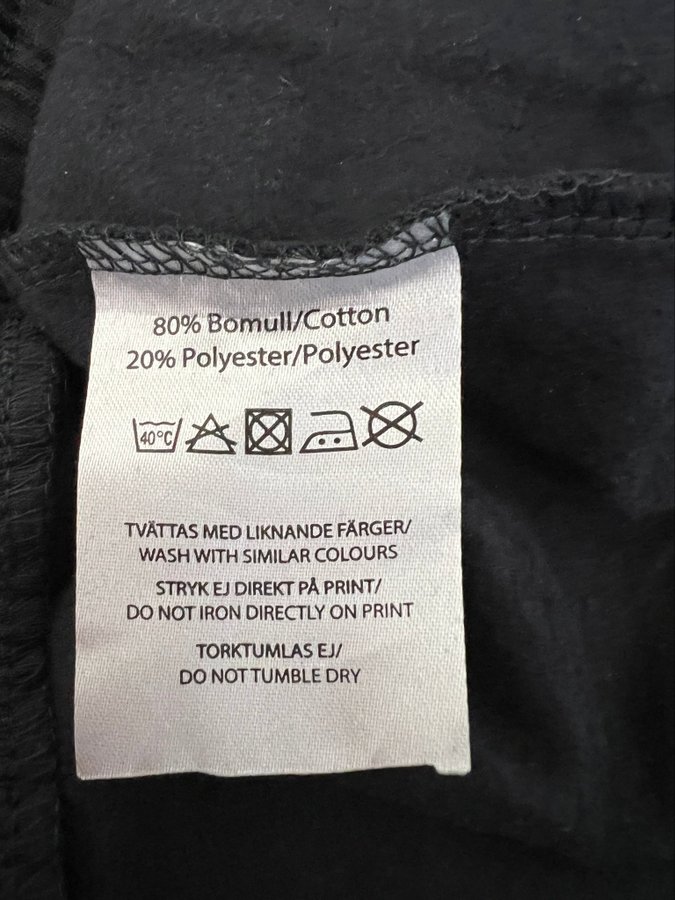 80% Bomull/Cotton
20% Polyester/Polyester
40°C
TVÄTTAS MED LIKNANDE FÄRGER/
WASH WITH SIMILAR COLOURS
STRYK EJ DIREKT PÅ PRINT/
DO NOT IRON DIRECTLY ON PRINT
TORKTUMLAS EJ/
DO NOT TUMBLE DRY